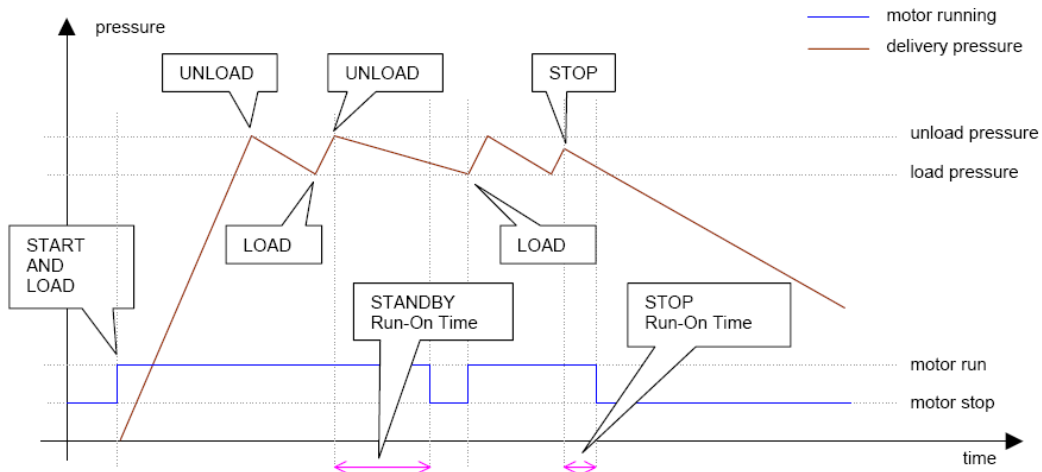 pressure
motor running
delivery pressure
UNLOAD
UNLOAD
STOP
unload pressure
load pressure
START
AND
LOAD
LOAD
LOAD
STANDBY
Run-On Time
STOP
Run-On Time
motor run
motor stop
time